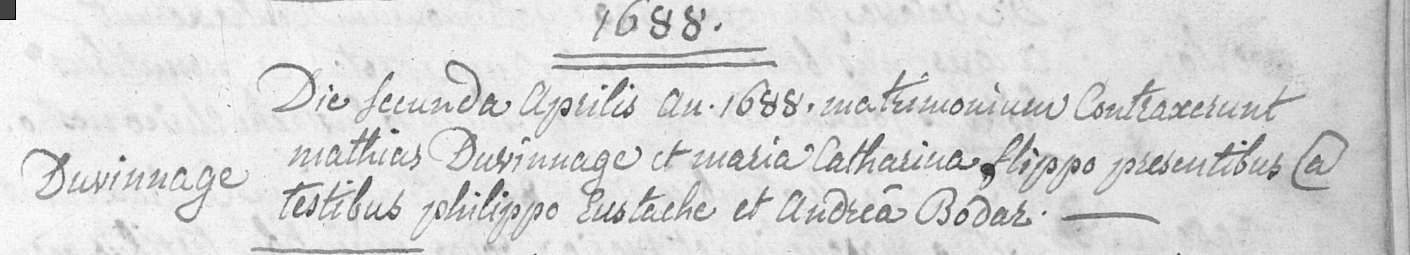 1688.
Die secunda Aprilis an. 1688. matrimonium Contraxerunt
Duvinnage mathias Duvinnage et maria Catharina flippo presentibus @
testibus philippo Eustache et Andreâ Bodar.